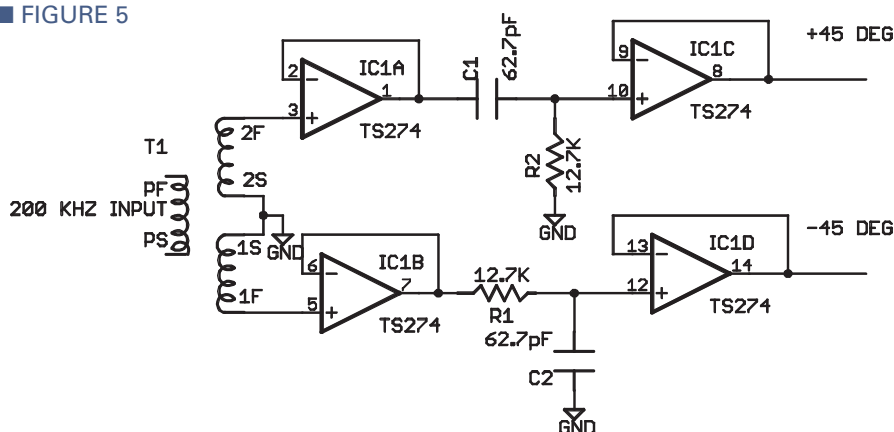 FIGURE 5
+45 DEG
IC1C
9
8
10
TS274
C1
62.7pF
IC1A
2
1
3
TS274
R2
12.7K
GND
T1
2F
2S
PF
200 KHZ INPUT
PS
1S
GND
1F
IC1B
6
7
5
TS274
12.7K
R1
62.7pF
C2
GND
-45 DEG
IC1D
13
14
12
TS274